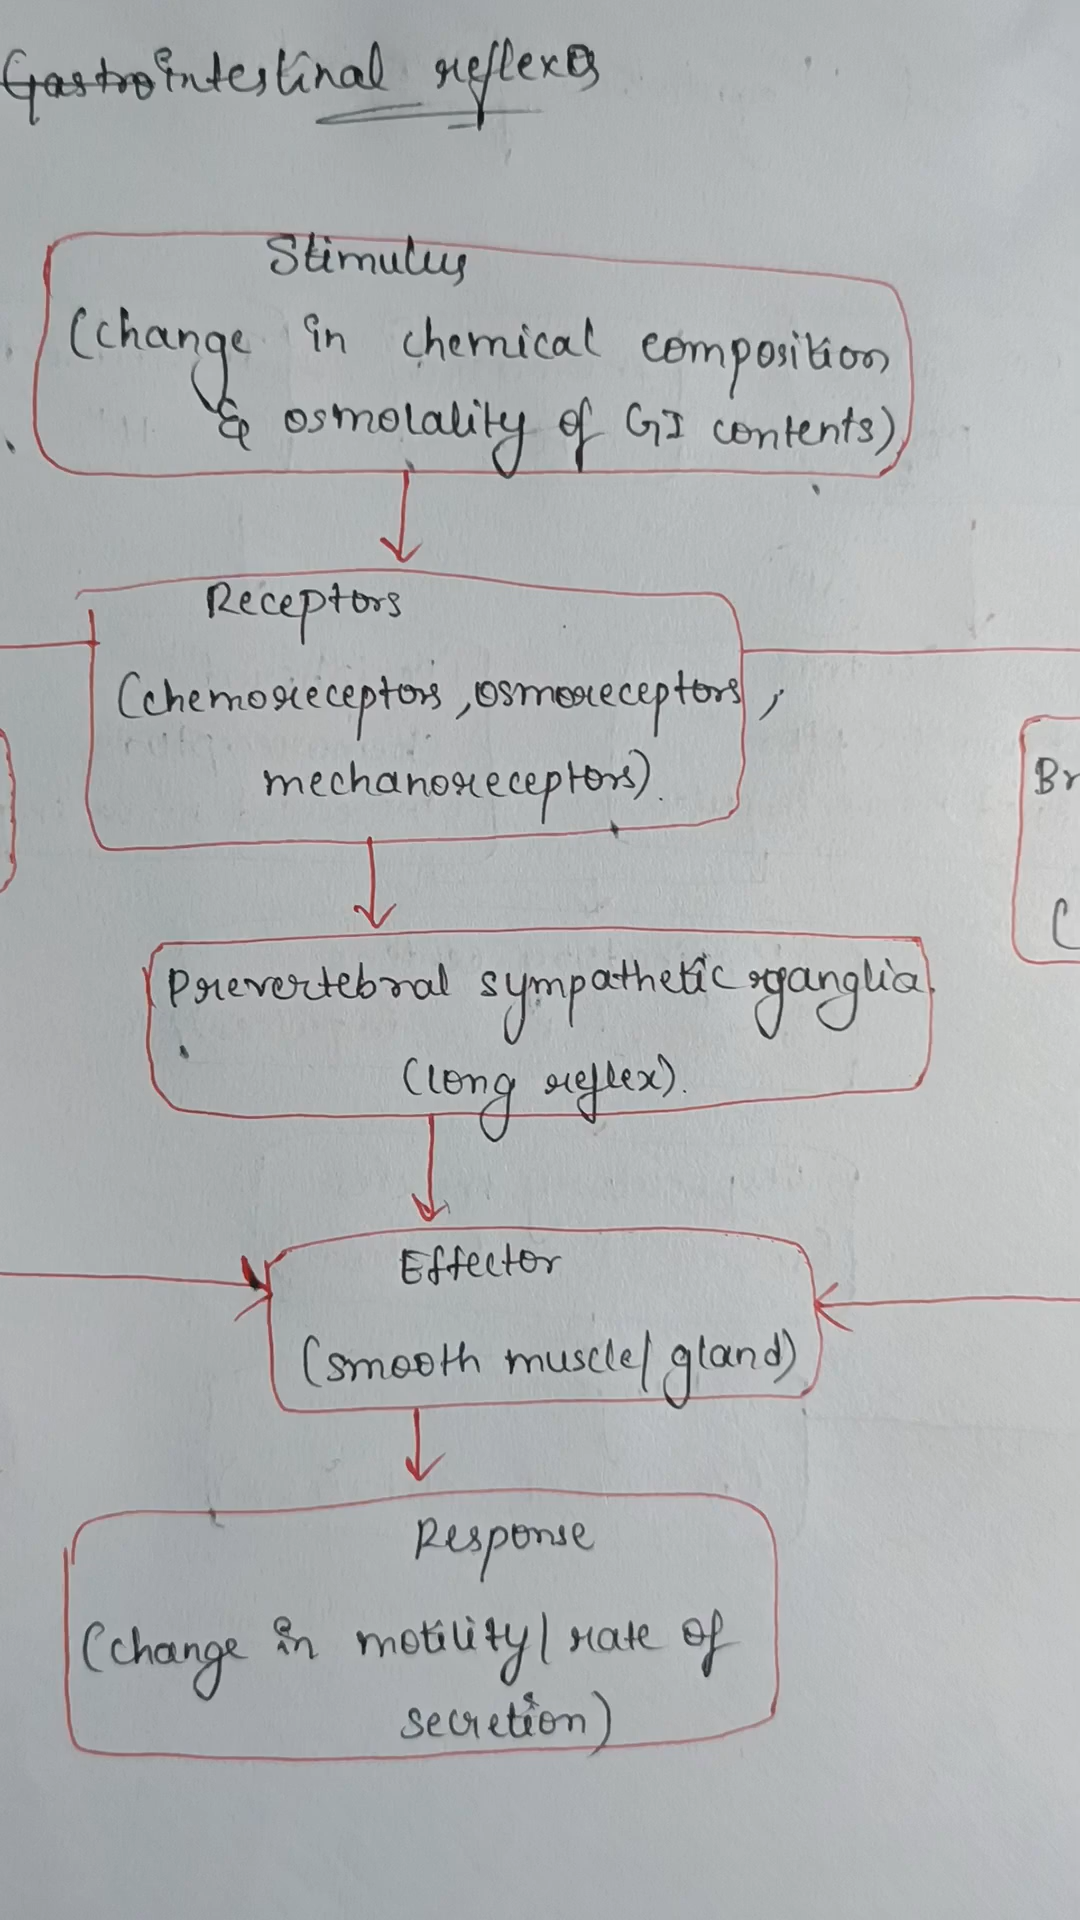 Gastrointestinal reflexes
Stimulus
(change in chemical composition
& osmolality of GI contents)
Receptors
(chemoreceptors, osmoreceptors,
mechanoreceptors).
Br
(
Prevertebral sympathetic ganglia.
(long reflex).
Effector
(smooth muscle/ gland)
Response
(change in motility/ rate of
secretion)